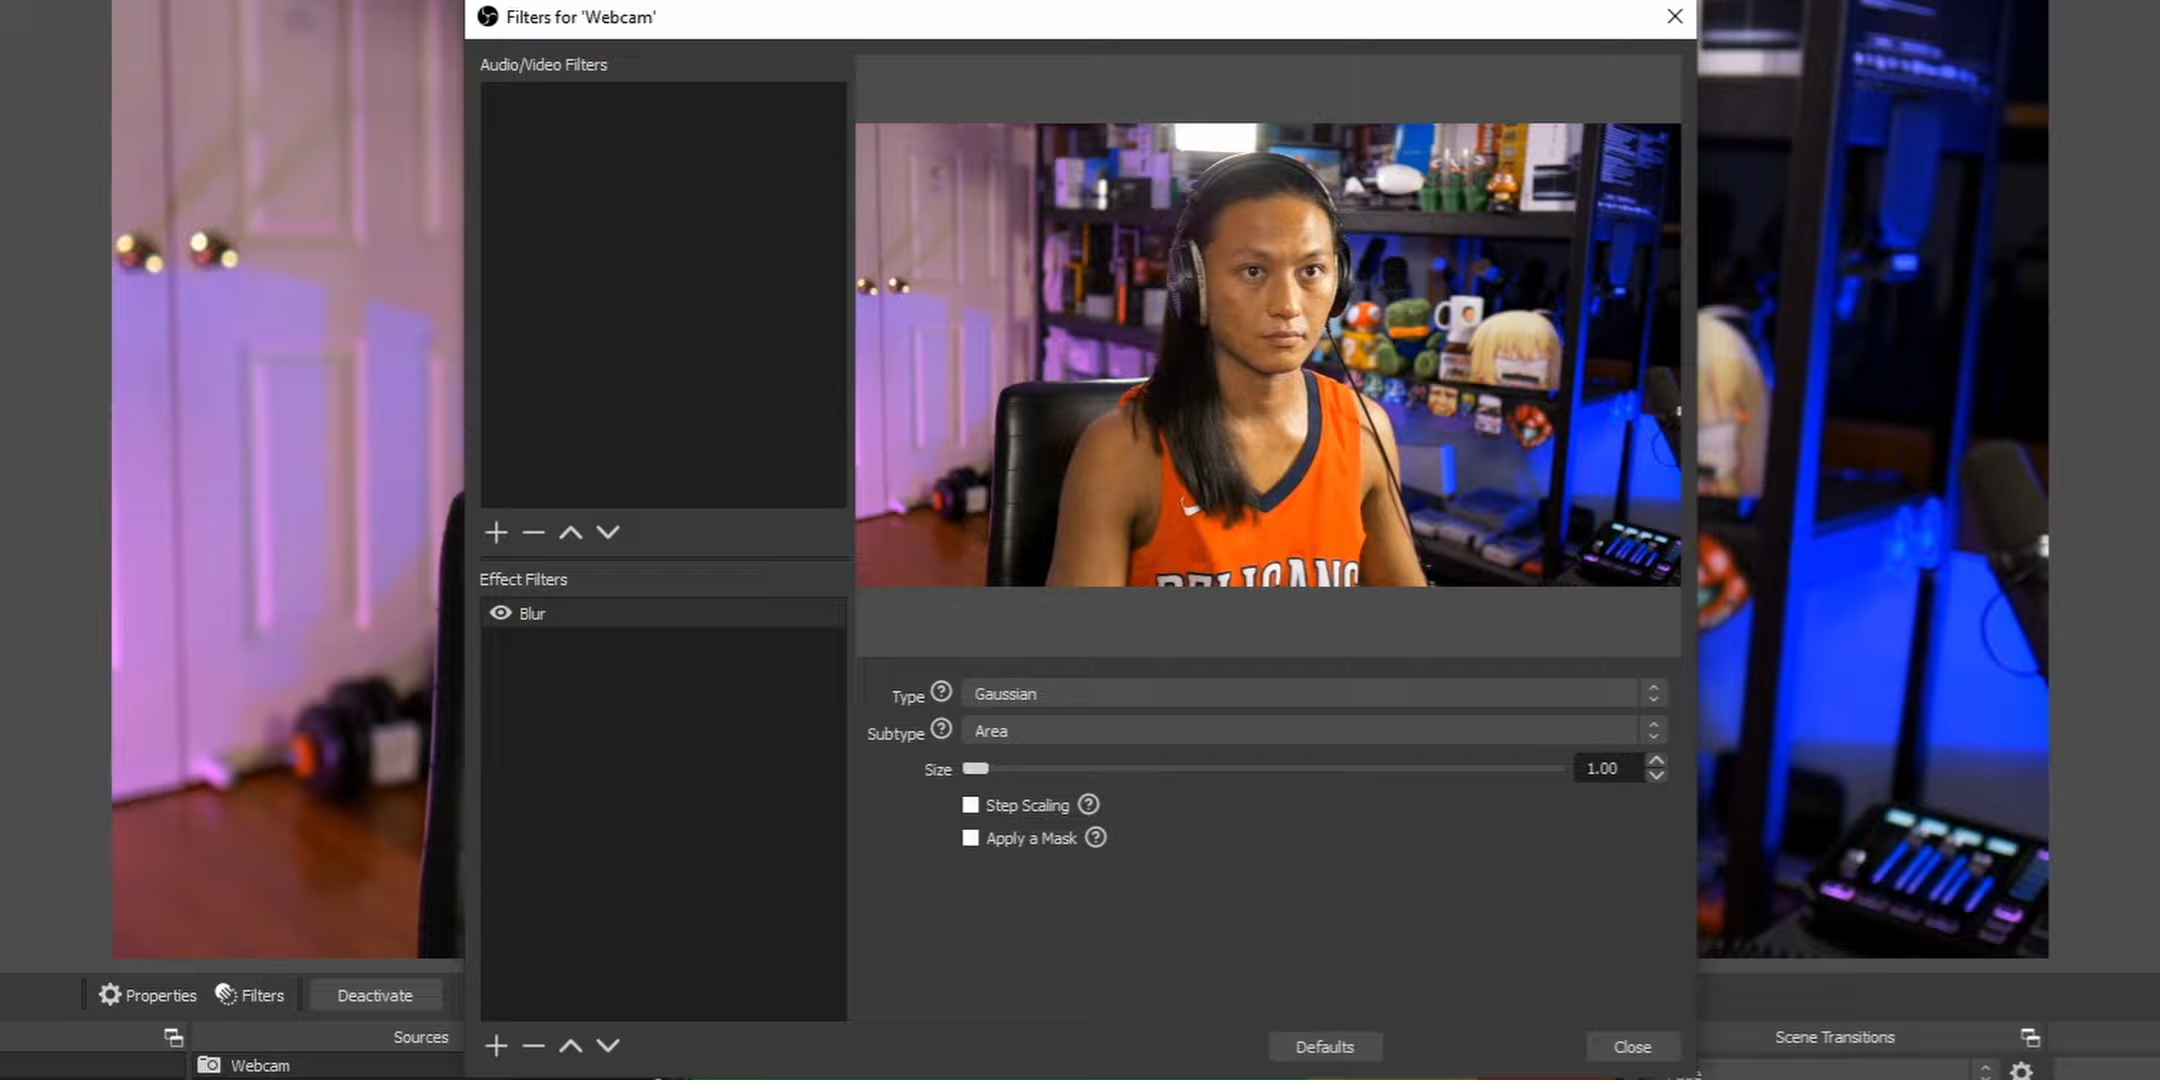 Filters for 'Webcam'
Audio/Video Filters
Effect Filters
Blur
PELICANS
Type
Gaussian
Subtype
Area
Size
1.00
Step Scaling
Apply a Mask
Defaults
Close
Properties
Filters
Deactivate
Sources
Webcam
Scene Transitions